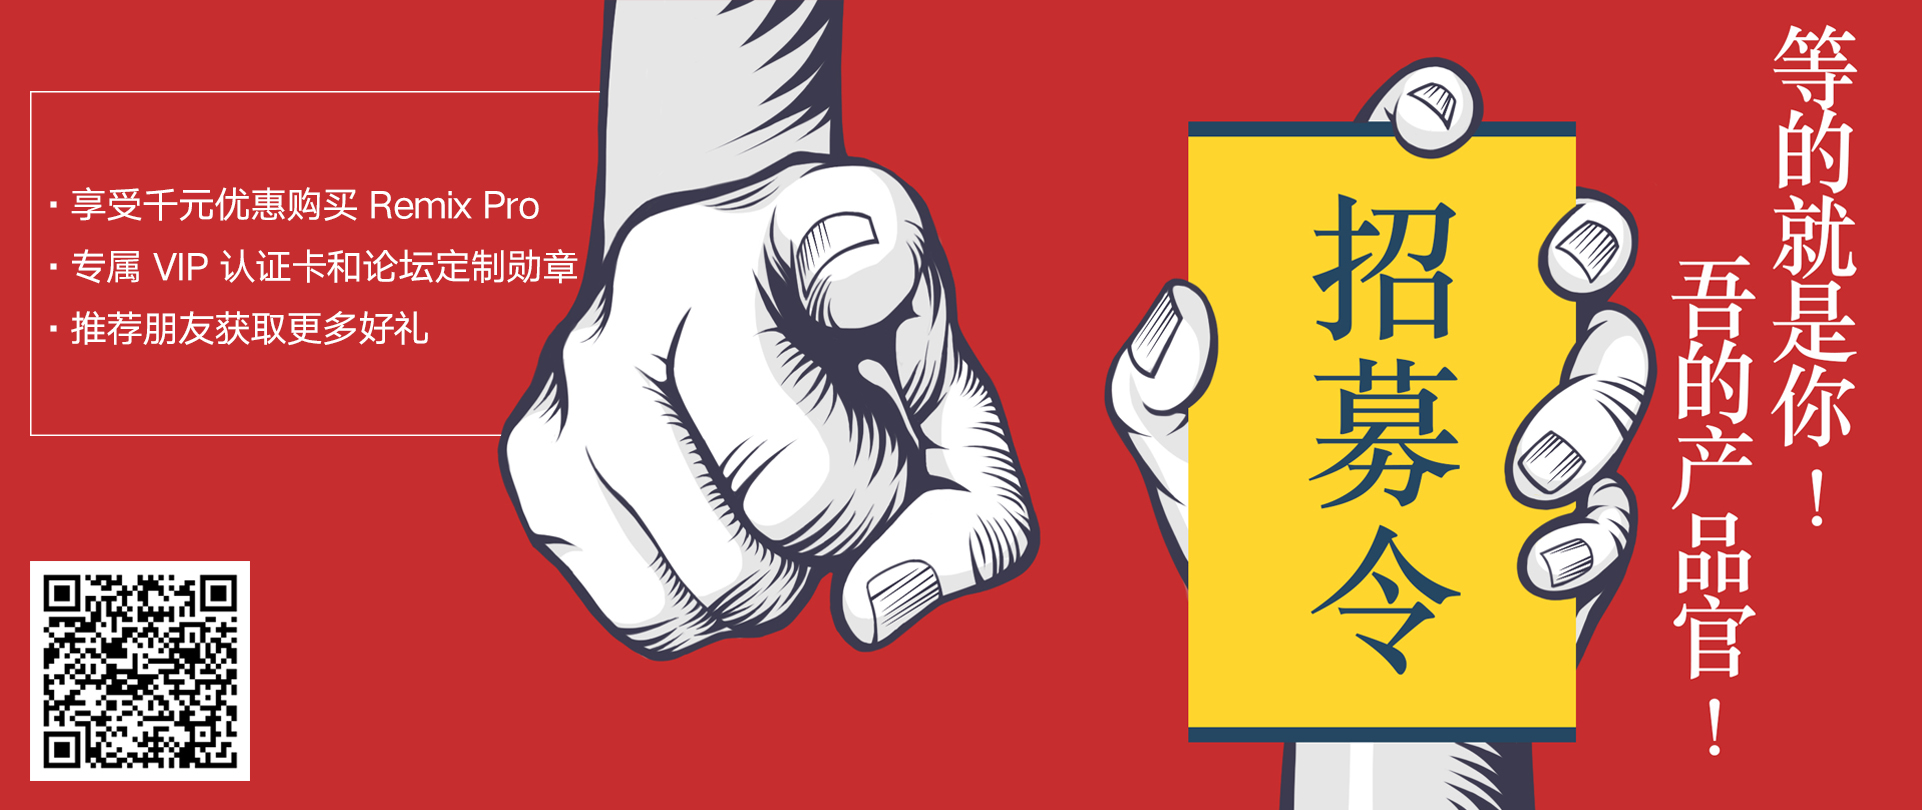 · 享受千元优惠购买 Remix Pro
· 专属 VIP 认证卡和论坛定制勋章
· 推荐朋友获取更多好礼
招募令
等的就是你！
吾的产品官！